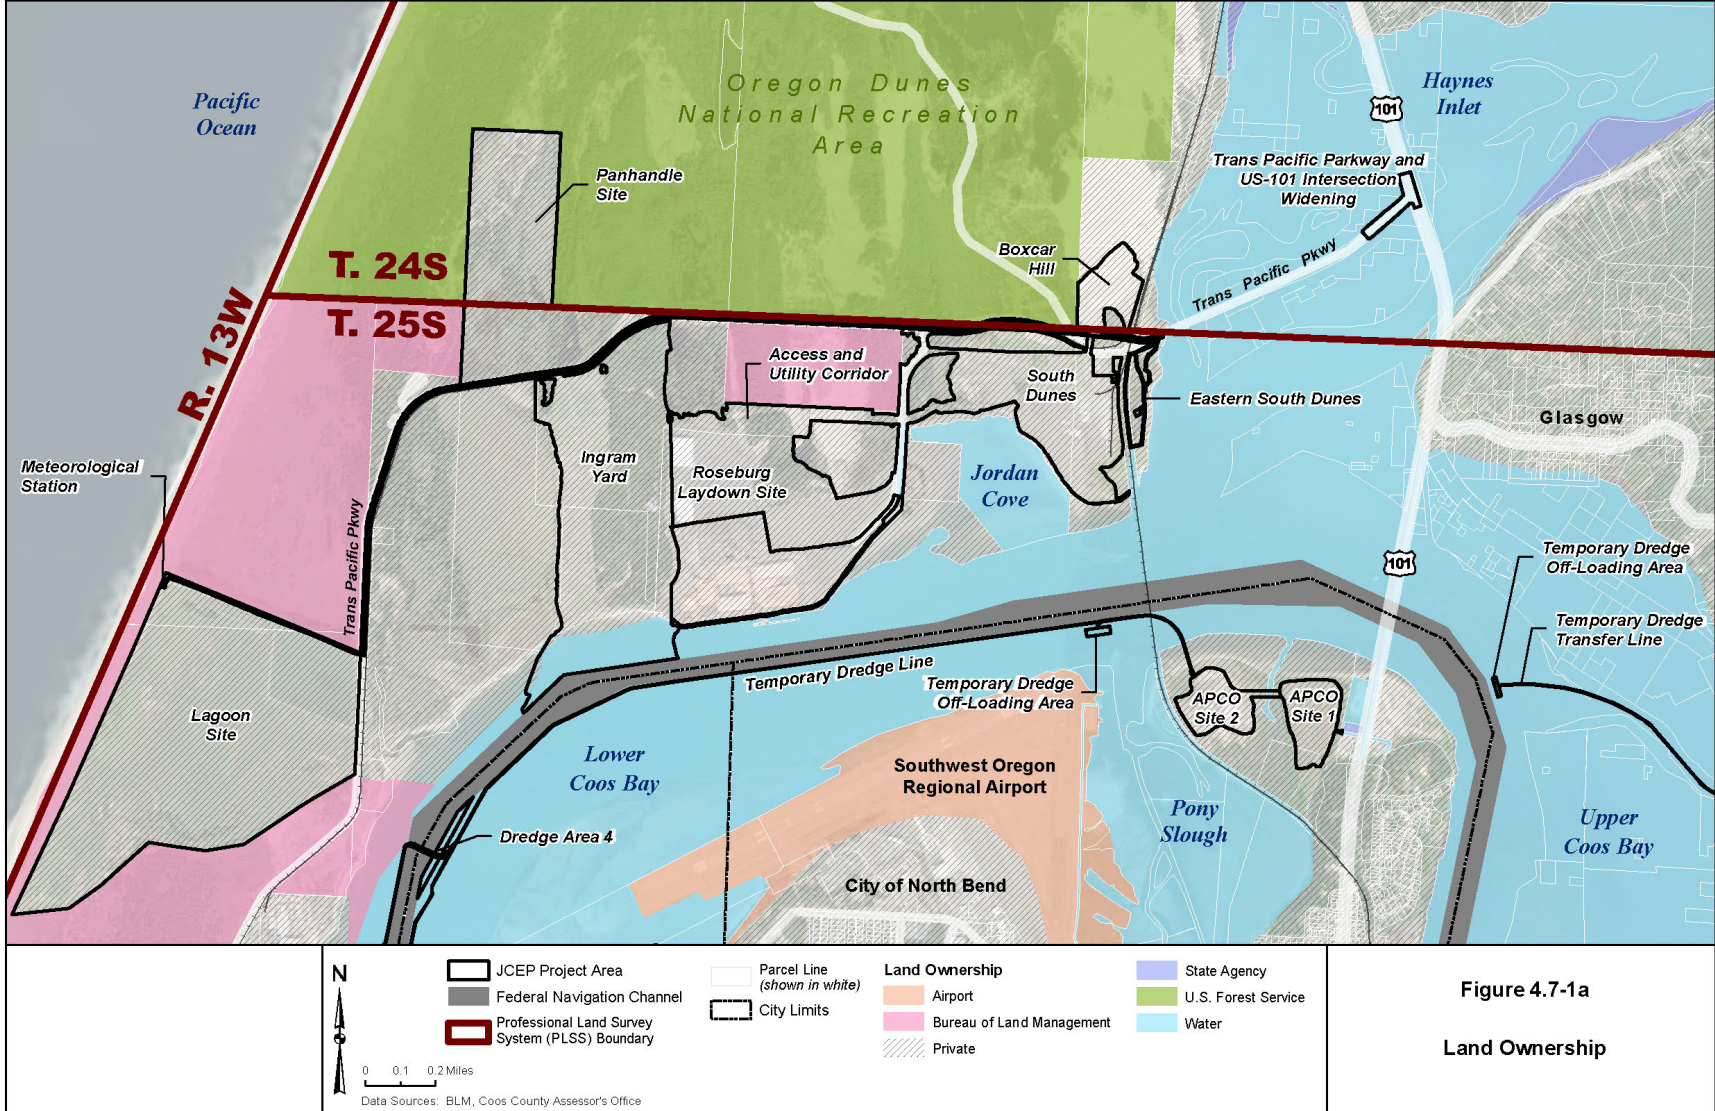 Pacific
Ocean
Oregon Dunes
National Recreation
Area
Haynes
Inlet
101
Trans Pacific Parkway and
US-101 Intersection
Widening
Panhandle
Site
Boxcar
Hill
Trans Pacific Pkwy
T. 24S
T. 25S
R. 13W
Access and
Utility Corridor
South
Dunes
Eastern South Dunes
Glasgow
Meteorological
Station
Ingram
Yard
Roseburg
Laydown Site
Jordan
Cove
Trans Pacific Pkwy
101
Temporary Dredge
Off-Loading Area
Temporary Dredge
Transfer Line
Temporary Dredge Line
Temporary Dredge
Off-Loading Area
APCO
Site 2
APCO
Site 1
Lagoon
Site
Lower
Coos Bay
Southwest Oregon
Regional Airport
Pony
Slough
Upper
Coos Bay
Dredge Area 4
City of North Bend
N
0 0.1 0.2 Miles
Data Sources: BLM, Coos County Assessor's Office
JCEP Project Area
Federal Navigation Channel
Professional Land Survey
System (PLSS) Boundary
Parcel Line
(shown in white)
City Limits
Land Ownership
Airport
Bureau of Land Management
Private
State Agency
U.S. Forest Service
Water
Figure 4.7-1a
Land Ownership